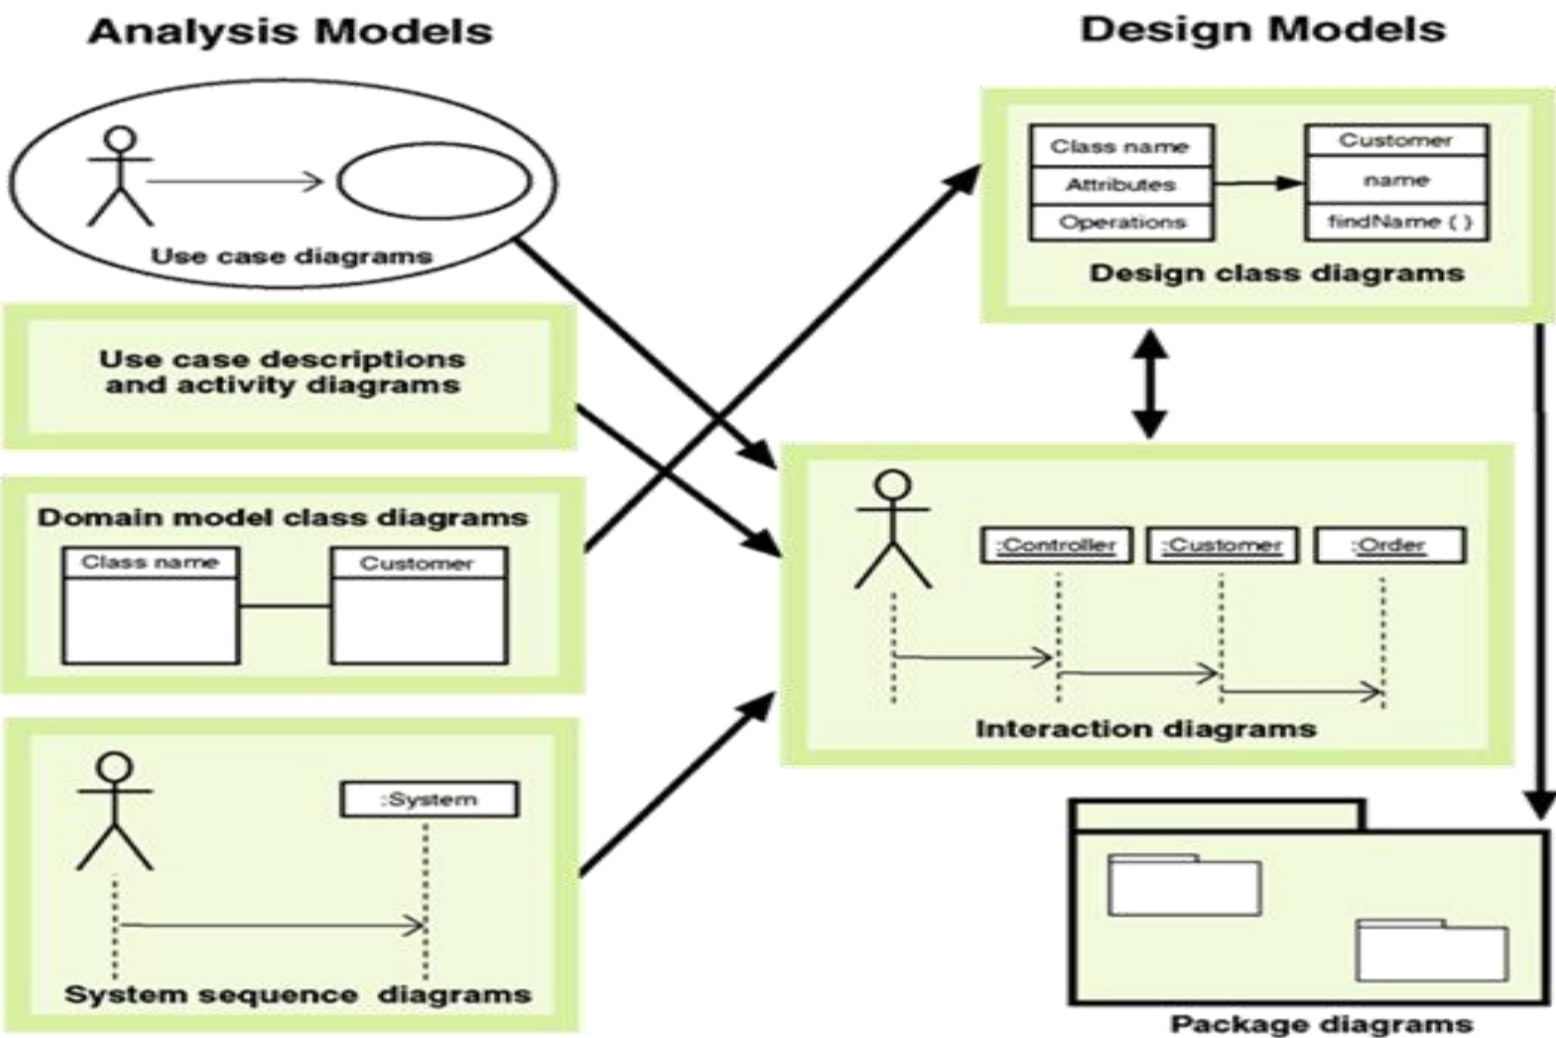 Analysis Models
Use case diagrams
Use case descriptions
and activity diagrams
Domain model class diagrams
Class name
Customer
:System
System sequence diagrams
Design Models
Class name
Attributes
Operations
Customer
name
findName ( )
Design class diagrams
:Controller
:Customer
:Order
Interaction diagrams
Package diagrams